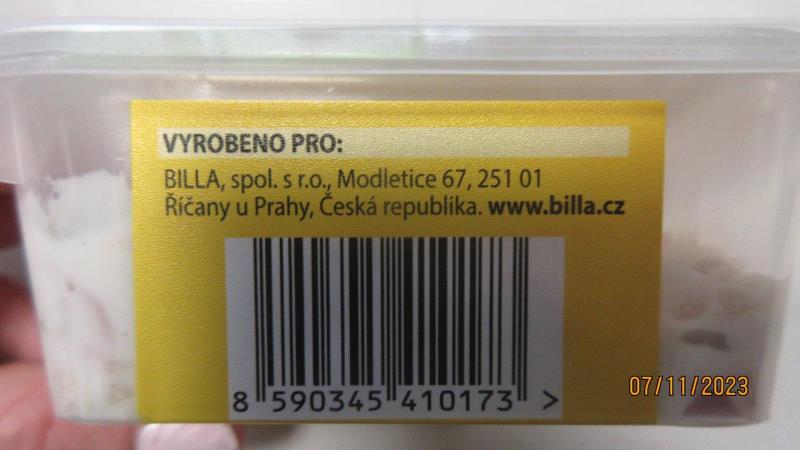 VYROBENO PRO:
BILLA, spol. s r.o., Modletice 67, 251 01
Říčany u Prahy, Česká republika. www.billa.cz
8 590345 410173 >
07/11/2023